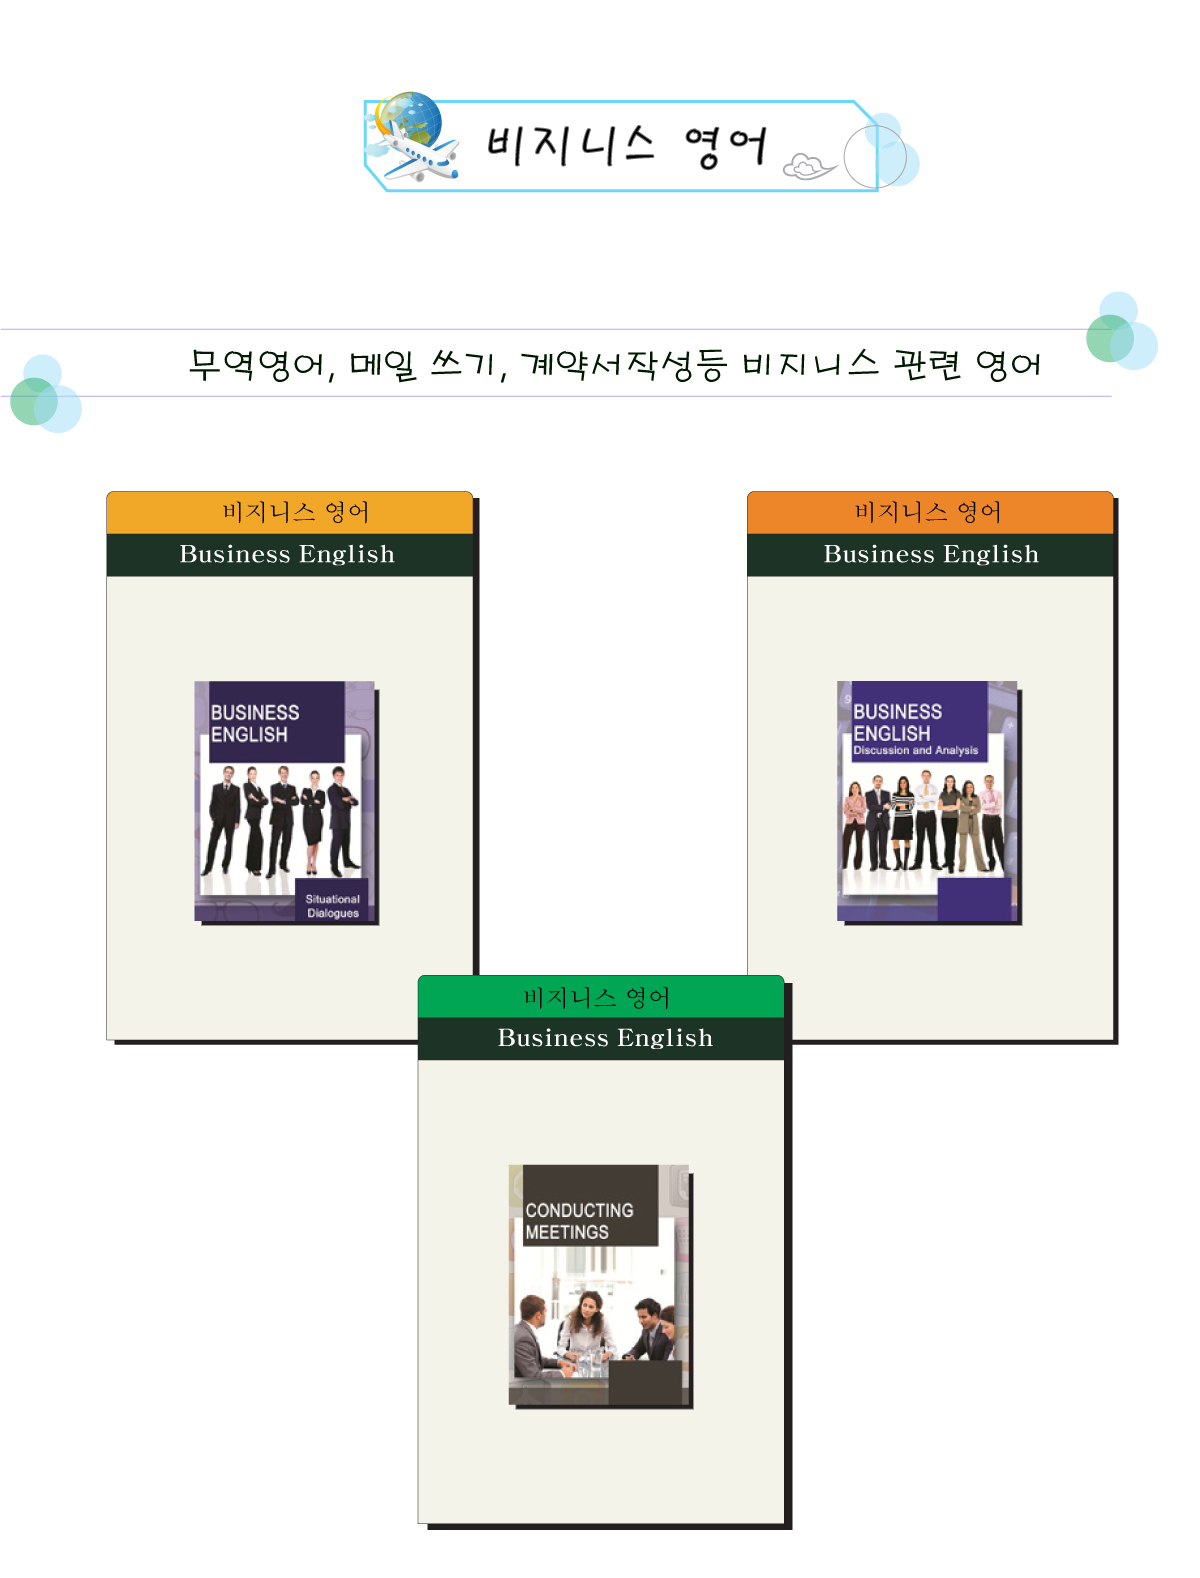 비지니스 영어
무역영어, 메일 쓰기, 계약서작성등 비지니스 관련 영어
비지니스 영어
Business English
BUSINESS
ENGLISH
Situational
Dialogues
비지니스 영어
Business English
BUSINESS
ENGLISH
Discussion and Analysis
비지니스 영어
Business English
CONDUCTING
MEETINGS